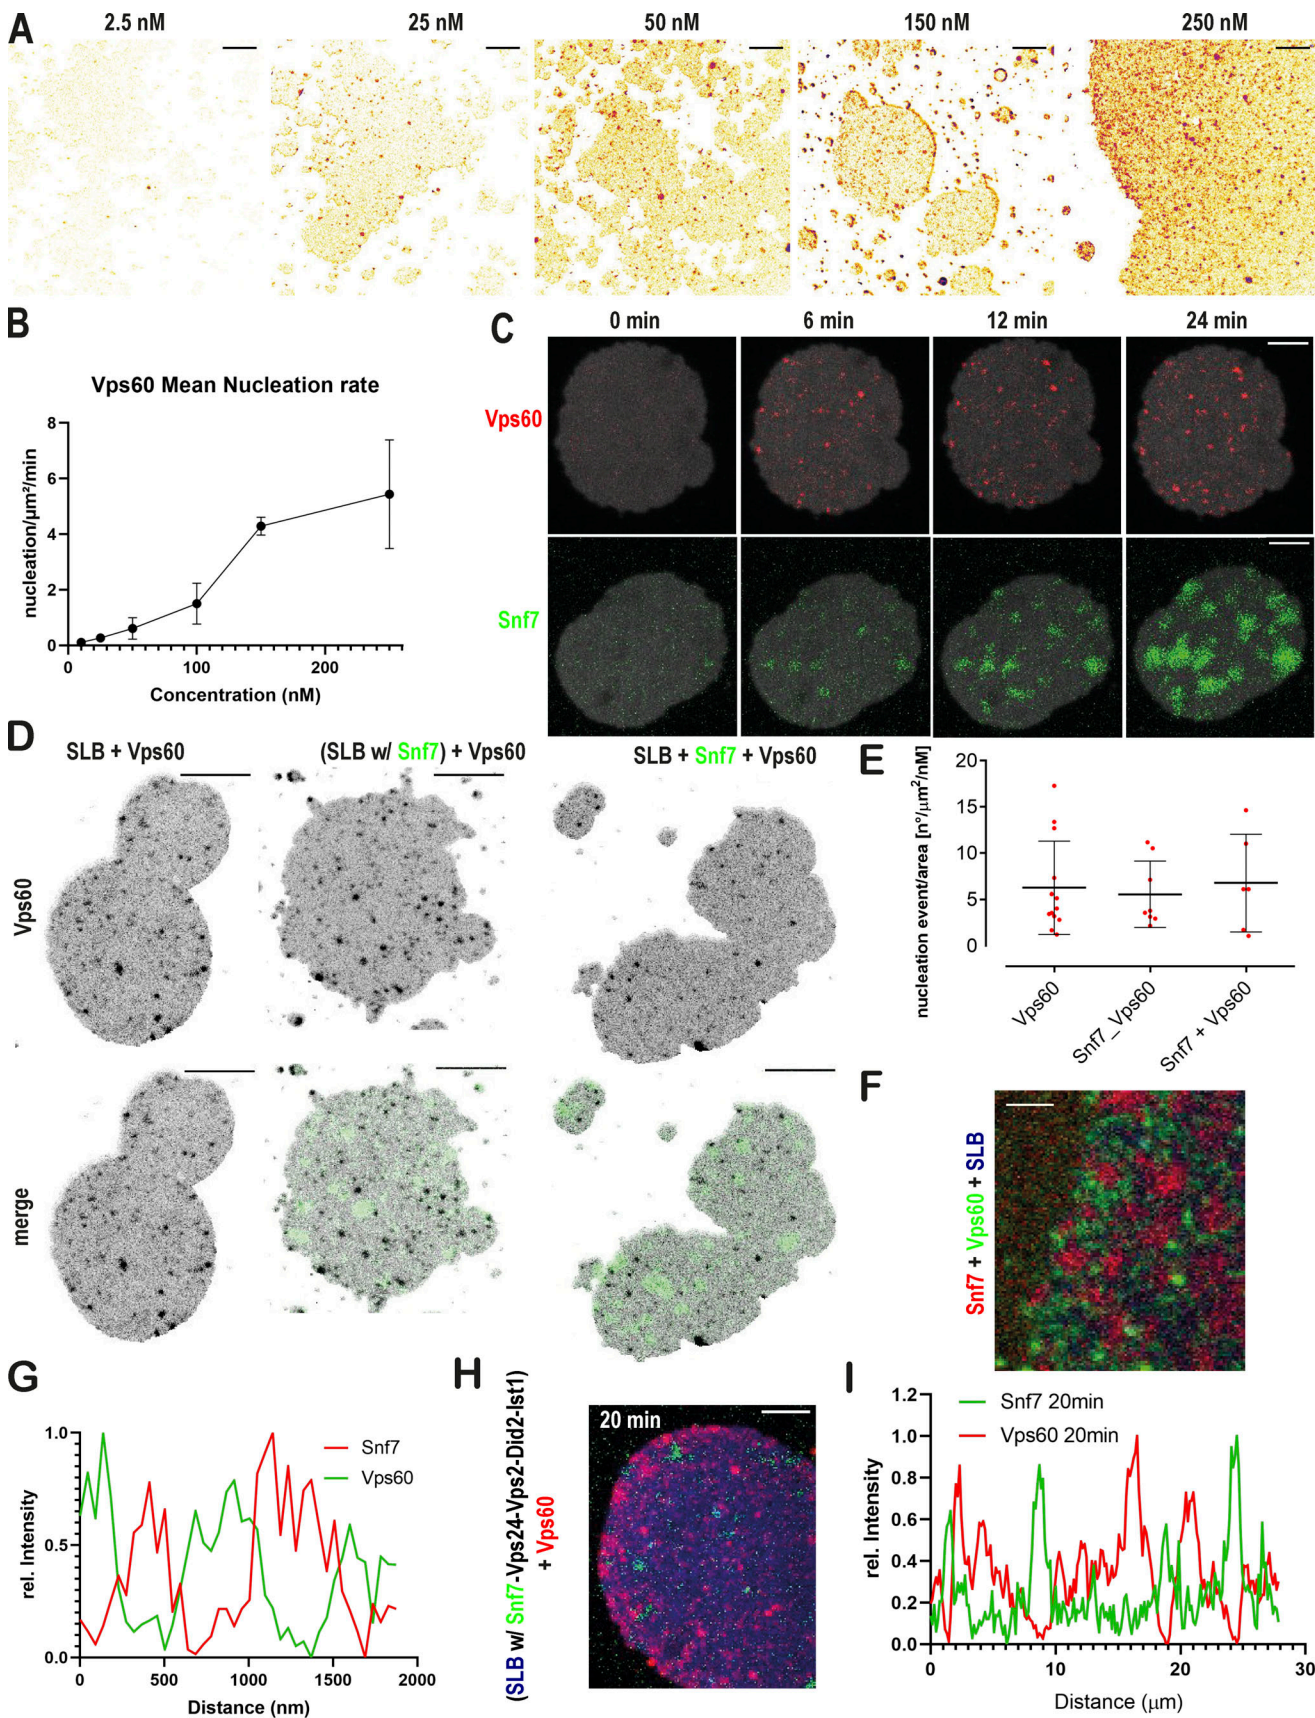 A
2.5 nM
25 nM
50 nM
150 nM
250 nM
B
Vps60 Mean Nucleation rate
nucleation/µm²/min
8
6
4
2
0
0
100
200
Concentration (nM)
C
0 min
6 min
12 min
24 min
Vps60
Snf7
D
SLB + Vps60
(SLB w/ Snf7) + Vps60
SLB + Snf7 + Vps60
Vps60
merge
E
nucleation event/area [n°/µm²/nM]
20
15
10
5
0
Vps60
Snf7_Vps60
Snf7 + Vps60
F
Snf7 + Vps60 + SLB
G
rel. Intensity
1.0
0.5
0.0
0
500
1000
1500
2000
Distance (nm)
Snf7
Vps60
H
(SLB w/ Snf7-Vps24-Vps2-Did2-Ist1)
+ Vps60
20 min
I
rel. Intensity
1.2
1.0
0.8
0.6
0.4
0.2
0.0
0
10
20
30
Distance (µm)
Snf7 20min
Vps60 20min